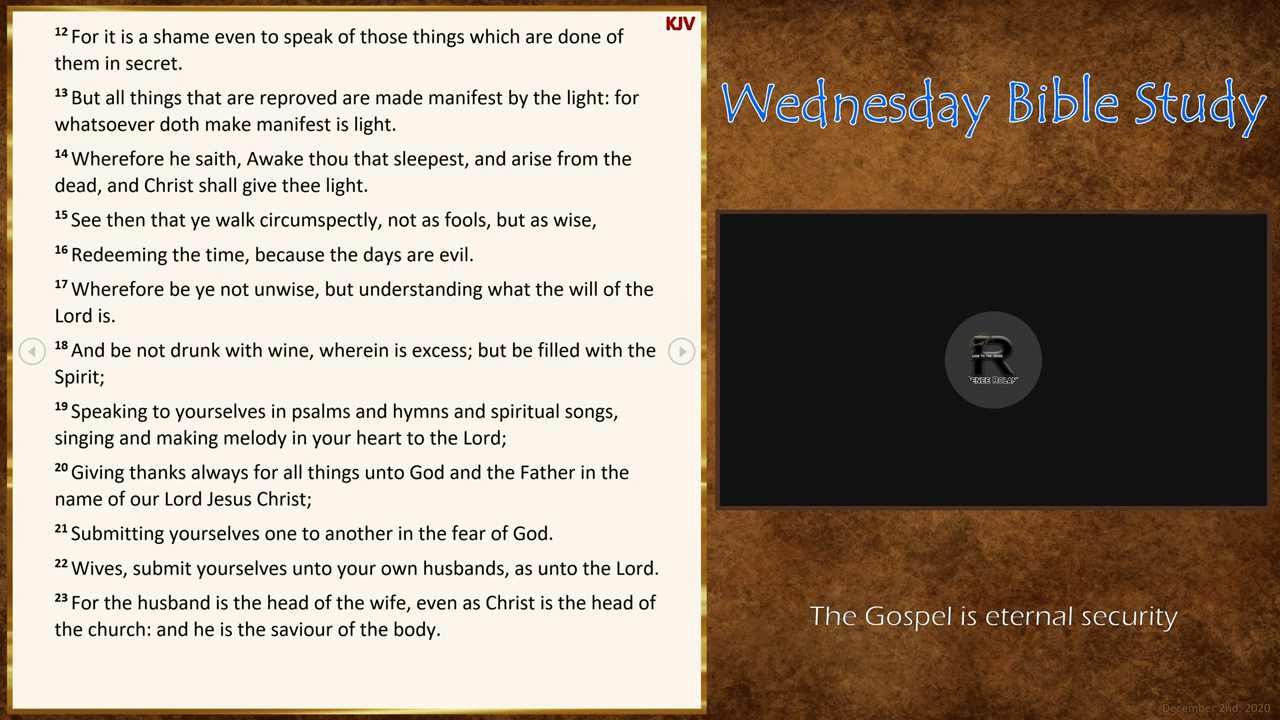 KJV
12 For it is a shame even to speak of those things which are done of
them in secret.
13 But all things that are reproved are made manifest by the light: for
whatsoever doth make manifest is light.
14 Wherefore he saith, Awake thou that sleepest, and arise from the
dead, and Christ shall give thee light.
15 See then that ye walk circumspectly, not as fools, but as wise,
16 Redeeming the time, because the days are evil.
17 Wherefore be ye not unwise, but understanding what the will of the
Lord is.
18 And be not drunk with wine, wherein is excess; but be filled with the
Spirit;
19 Speaking to yourselves in psalms and hymns and spiritual songs,
singing and making melody in your heart to the Lord;
20 Giving thanks always for all things unto God and the Father in the
name of our Lord Jesus Christ;
21 Submitting yourselves one to another in the fear of God.
22 Wives, submit yourselves unto your own husbands, as unto the Lord.
23 For the husband is the head of the wife, even as Christ is the head of
the church: and he is the saviour of the body.
Wednesday Bible Study
R
The Gospel is eternal security
December 2nd, 2020